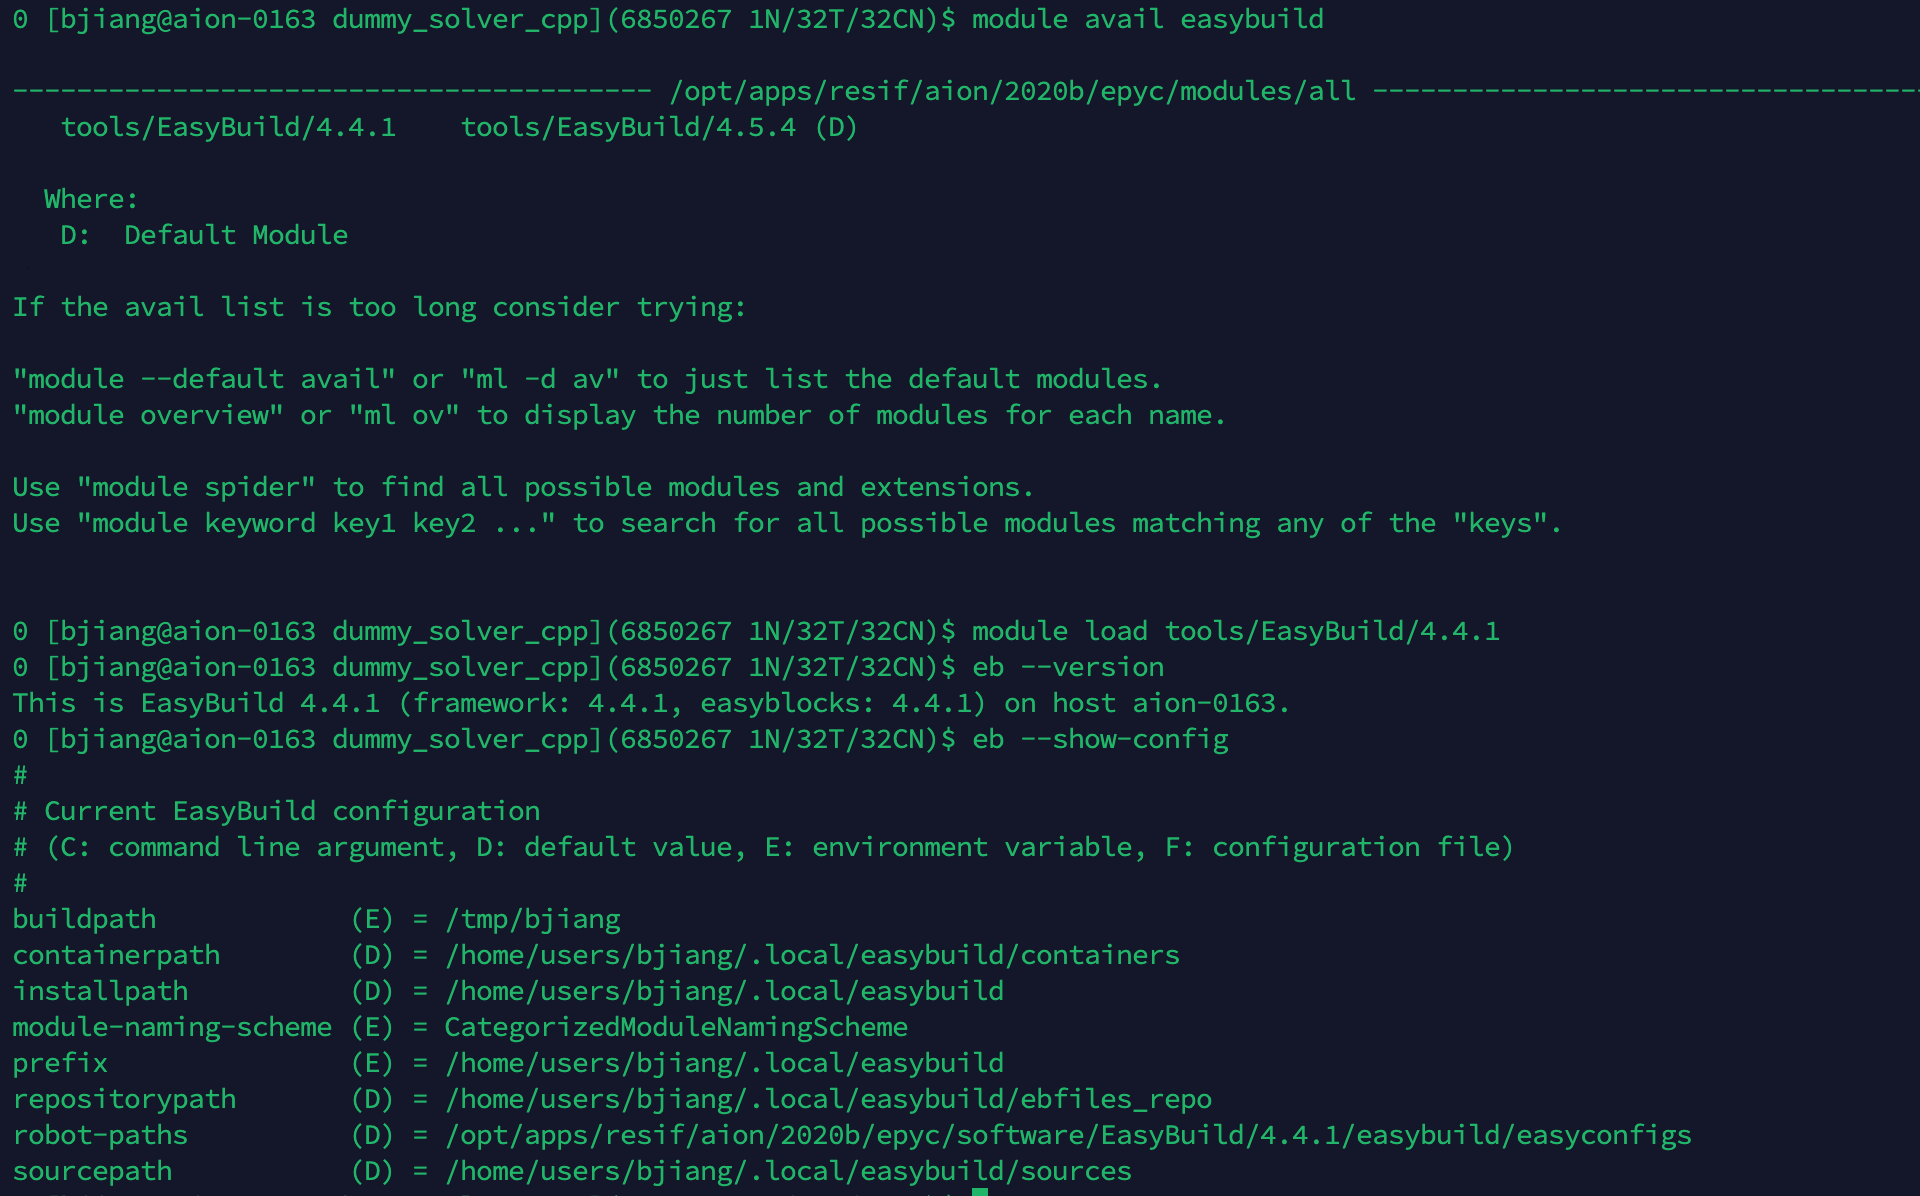 0 [bjiang@aion-0163 dummy_solver_cpp](6850267 1N/32T/32CN)$ module avail easybuild
---------------------------------------- /opt/apps/resif/aion/2020b/epyc/modules/all ----------------------------------
tools/EasyBuild/4.4.1    tools/EasyBuild/4.5.4 (D)
Where:
D:  Default Module
If the avail list is too long consider trying:
"module --default avail" or "ml -d av" to just list the default modules.
"module overview" or "ml ov" to display the number of modules for each name.
Use "module spider" to find all possible modules and extensions.
Use "module keyword key1 key2 ..." to search for all possible modules matching any of the "keys".
0 [bjiang@aion-0163 dummy_solver_cpp](6850267 1N/32T/32CN)$ module load tools/EasyBuild/4.4.1
0 [bjiang@aion-0163 dummy_solver_cpp](6850267 1N/32T/32CN)$ eb --version
This is EasyBuild 4.4.1 (framework: 4.4.1, easyblocks: 4.4.1) on host aion-0163.
0 [bjiang@aion-0163 dummy_solver_cpp](6850267 1N/32T/32CN)$ eb --show-config
#
# Current EasyBuild configuration
# (C: command line argument, D: default value, E: environment variable, F: configuration file)
#
buildpath            (E) = /tmp/bjiang
containerpath        (D) = /home/users/bjiang/.local/easybuild/containers
installpath          (D) = /home/users/bjiang/.local/easybuild
module-naming-scheme (E) = CategorizedModuleNamingScheme
prefix               (E) = /home/users/bjiang/.local/easybuild
repositorypath       (D) = /home/users/bjiang/.local/easybuild/ebfiles_repo
robot-paths          (D) = /opt/apps/resif/aion/2020b/epyc/software/EasyBuild/4.4.1/easybuild/easyconfigs
sourcepath           (D) = /home/users/bjiang/.local/easybuild/sources